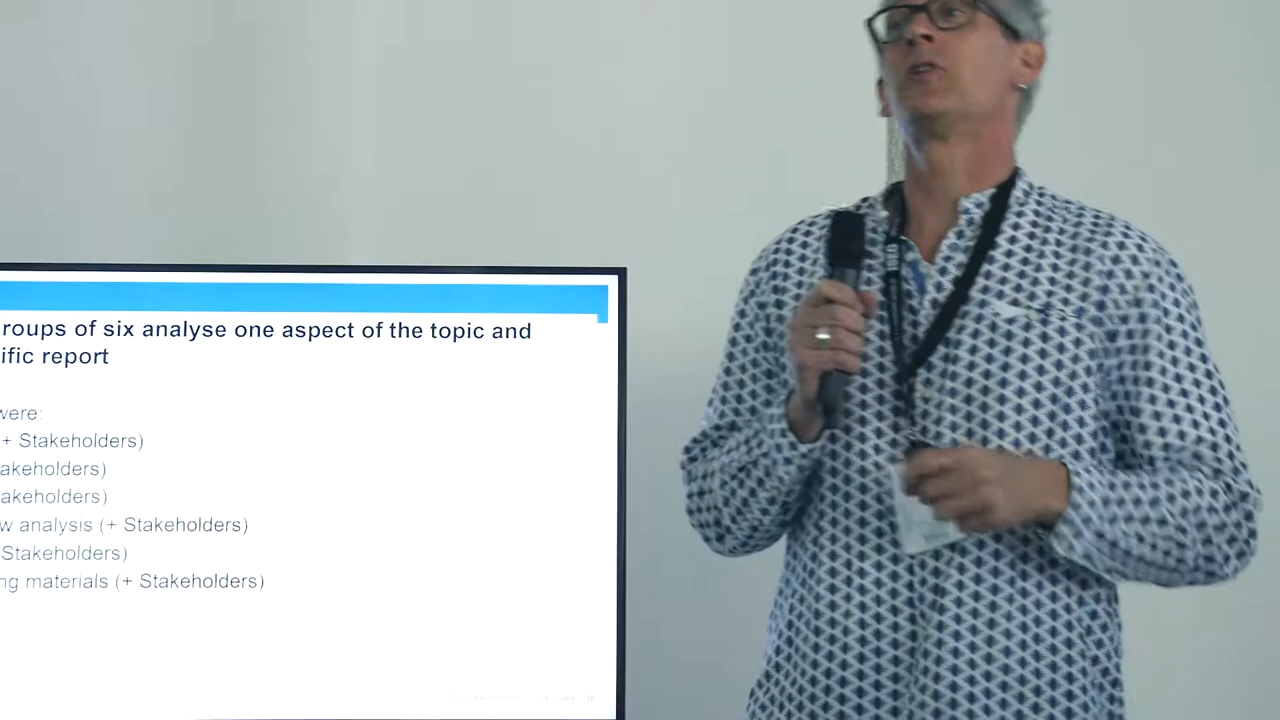 roups of six analyse one aspect of the topic and
ific report
were:
+ Stakeholders)
akeholders)
akeholders)
w analysis (+ Stakeholders)
Stakeholders)
ng materials (+ Stakeholders)